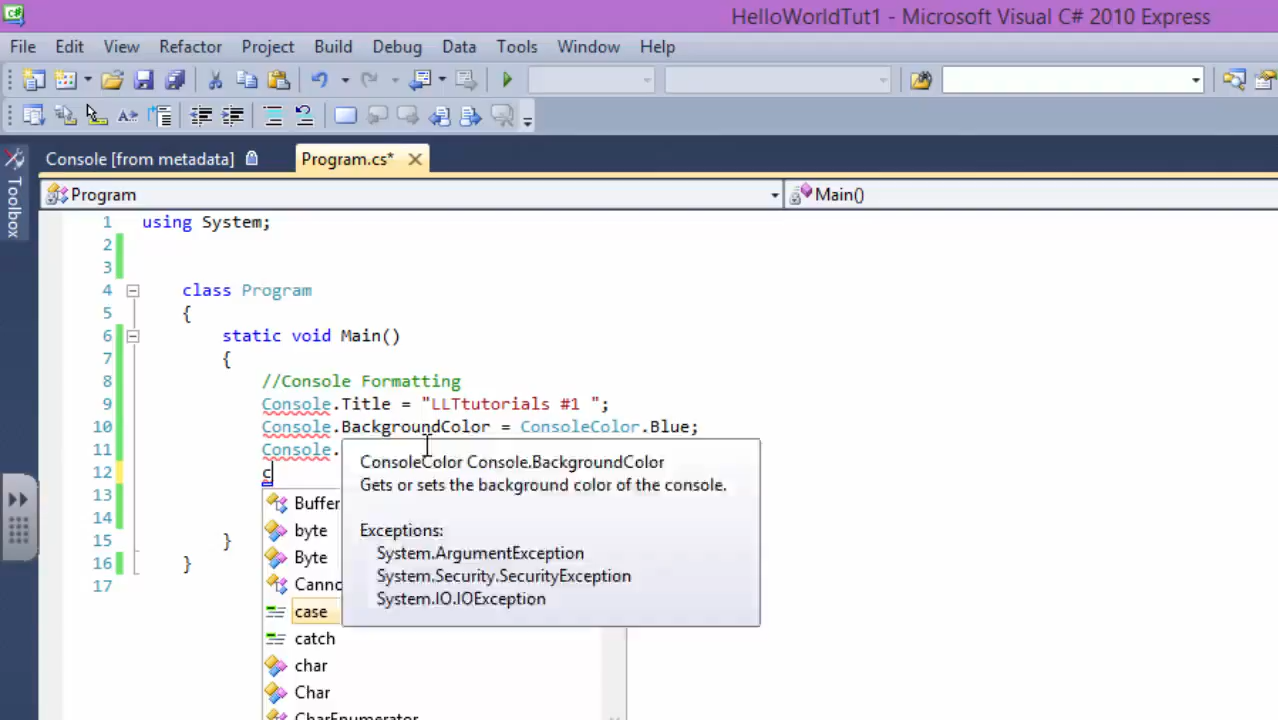 HelloWorldTut1 - Microsoft Visual C# 2010 Express
File Edit View Refactor Project Build Debug Data Tools Window Help
Console [from metadata] Program.cs*
Toolbox
Program Main()
1 using System;
2
3
4 class Program
5 {
6 static void Main()
7 {
8 //Console Formatting
9 Console.Title = "LLTtutorials #1 ";
10 Console.BackgroundColor = ConsoleColor.Blue;
11 Console.
12 c
13
14
15 }
16 }
17
ConsoleColor Console.BackgroundColor
Gets or sets the background color of the console.
Exceptions:
System.ArgumentException
System.Security.SecurityException
System.IO.IOException
Buffer
byte
Byte
Canno
case
catch
char
Char
CharEnumerator